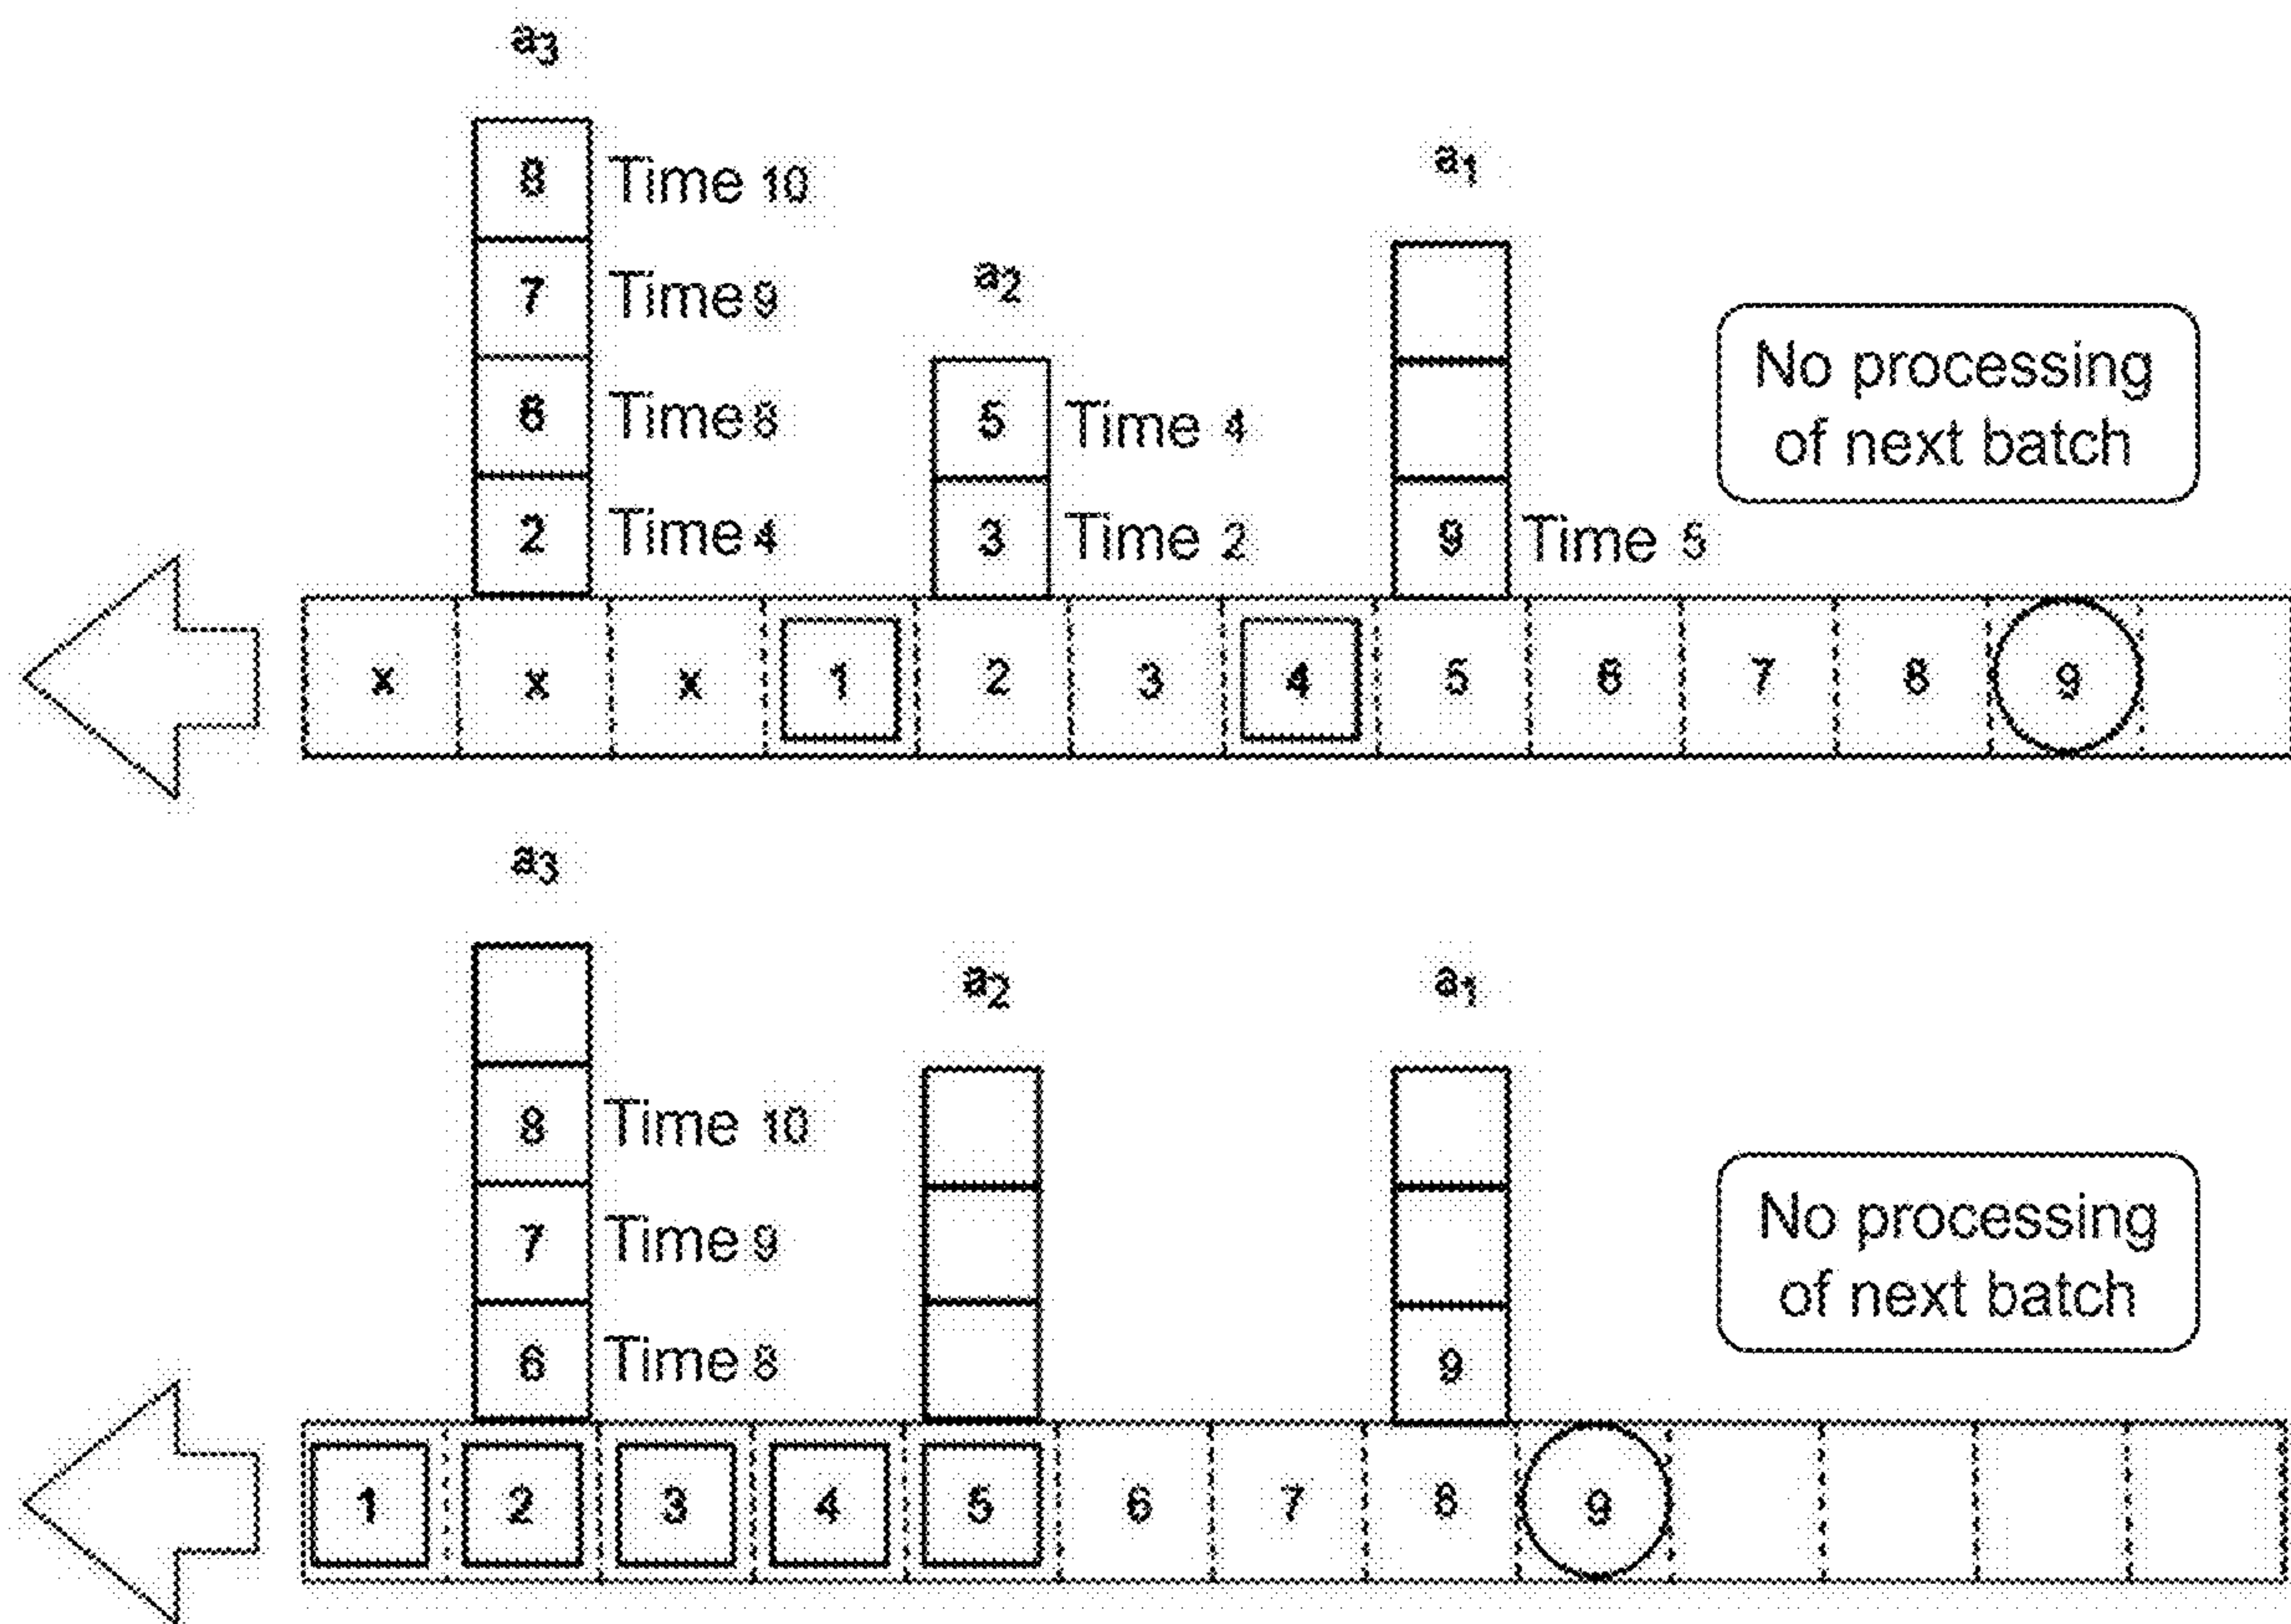 a3
a1
8 Time 10
a2
7 Time 9
No processing
of next batch
6 Time 8
5 Time 4
2 Time 4
3 Time 2
9 Time 5
x x x 1 2 3 4 5 6 7 8 9
a3
a2
a1
8 Time 10
7 Time 9
No processing
of next batch
6 Time 8
9
1 2 3 4 5 6 7 8 9